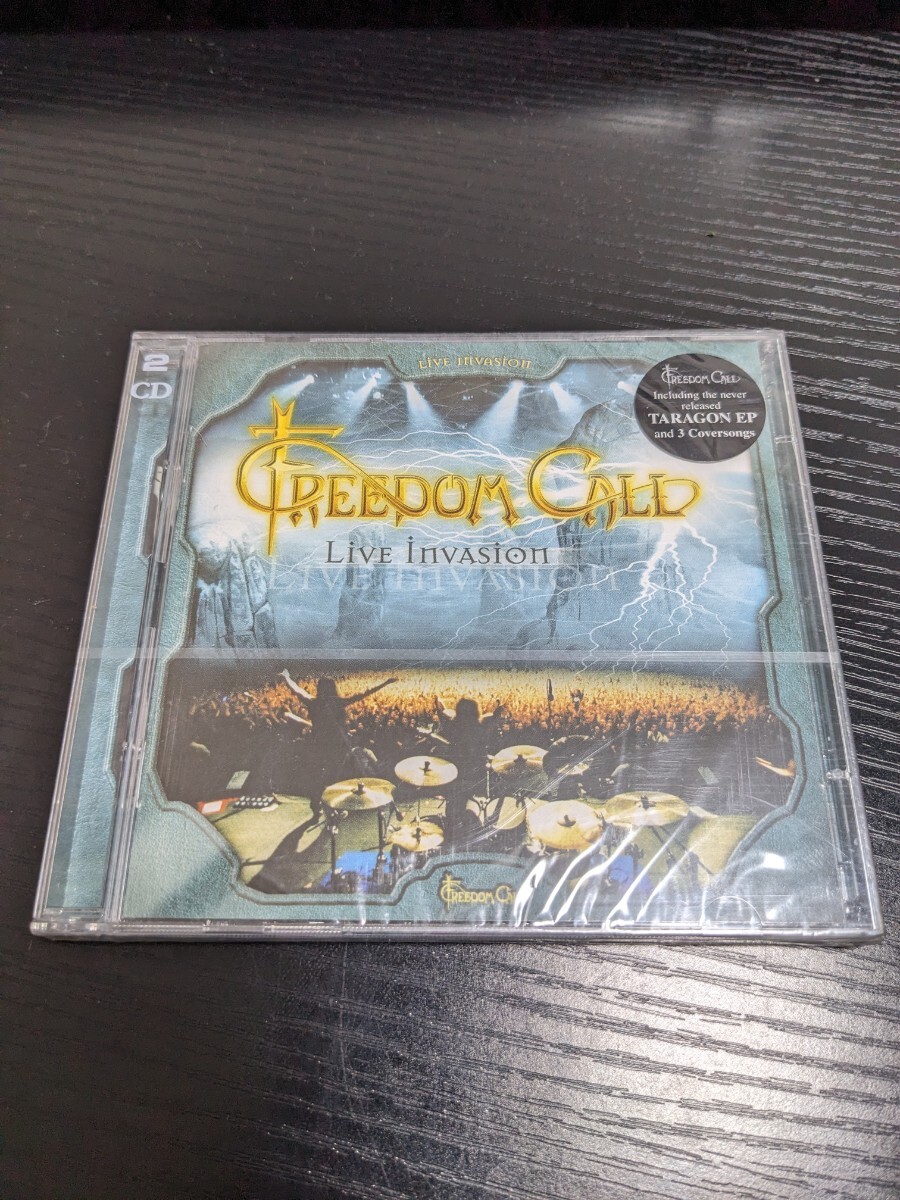 2
CD
Live Invasion
Freedom Call
Including the never
released
TARAGON EP
and 3 Coversongs
Freedom Call
Live Invasion
Live Invasion
Freedom Ca